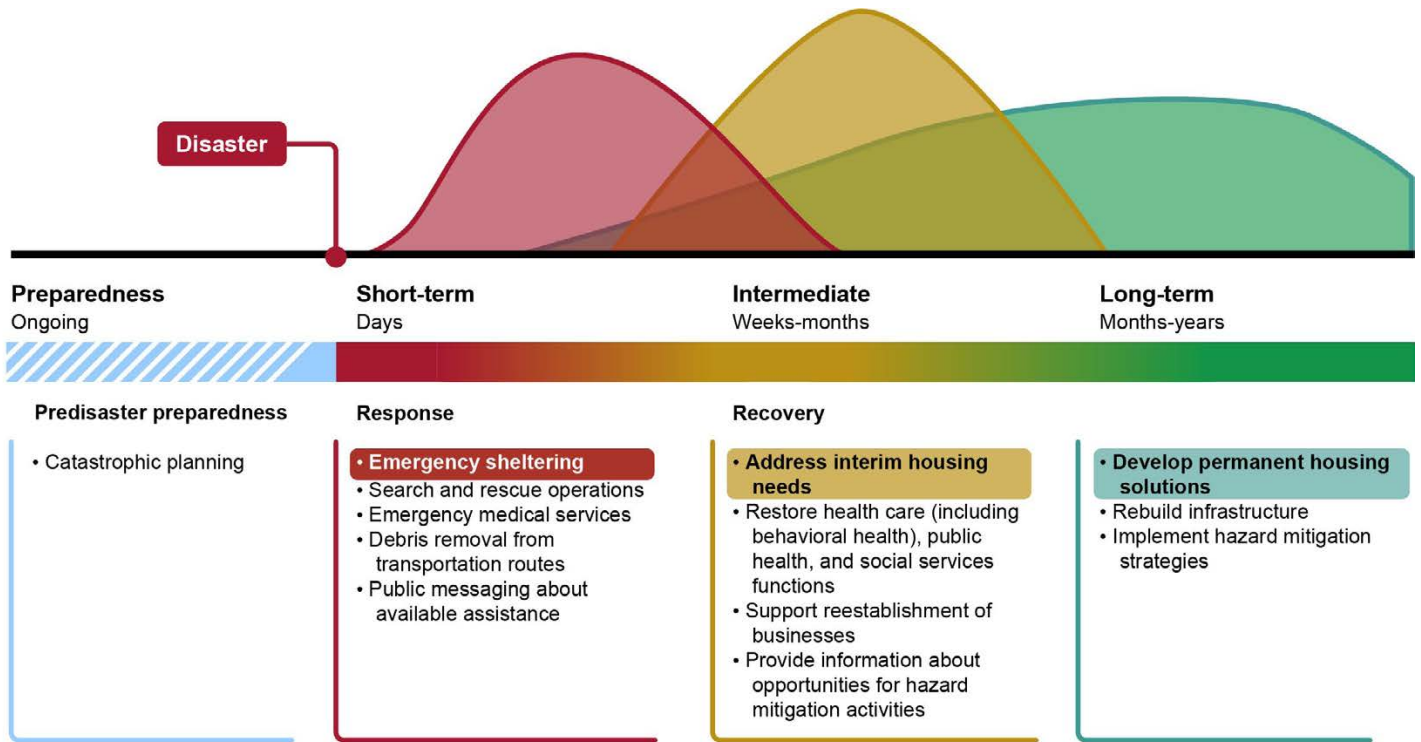 Disaster
Preparedness
Ongoing
Short-term
Days
Intermediate
Weeks-months
Long-term
Months-years
Predisaster preparedness
• Catastrophic planning
Response
• Emergency sheltering
• Search and rescue operations
• Emergency medical services
• Debris removal from
transportation routes
• Public messaging about
available assistance
Recovery
• Address interim housing
needs
• Restore health care (including
behavioral health), public
health, and social services
functions
• Support reestablishment of
businesses
• Provide information about
opportunities for hazard
mitigation activities
• Develop permanent housing
solutions
• Rebuild infrastructure
• Implement hazard mitigation
strategies